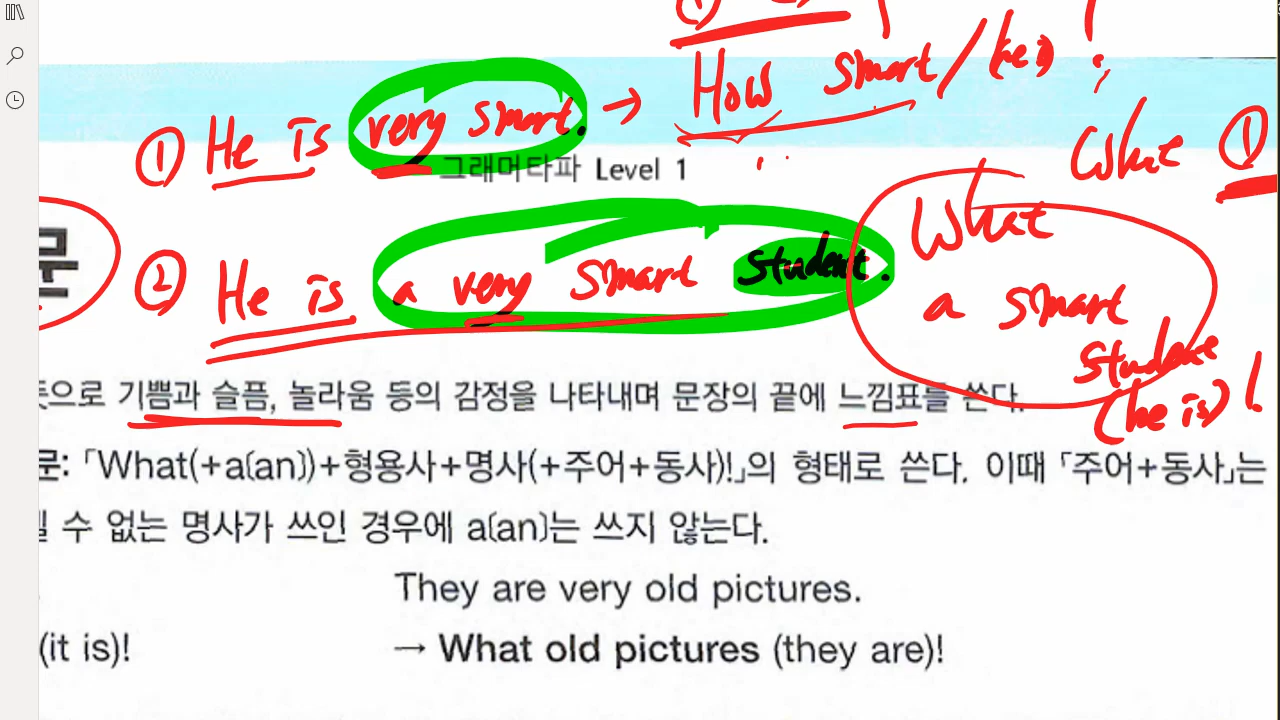 How smart / (he is) !
① He is very smart. →
What ①
그래머타파 Level 1
문
② He is a very smart student.
What
a smart
student
(he is) !
뜻으로 기쁨과 슬픔, 놀라움 등의 감정을 나타내며 문장의 끝에 느낌표를 쓴다.
문: 「What(+a(an))+형용사+명사(+주어+동사)!」의 형태로 쓴다. 이때 「주어+동사」는
수 없는 명사가 쓰인 경우에 a(an)는 쓰지 않는다.
They are very old pictures.
(it is)! → What old pictures (they are)!